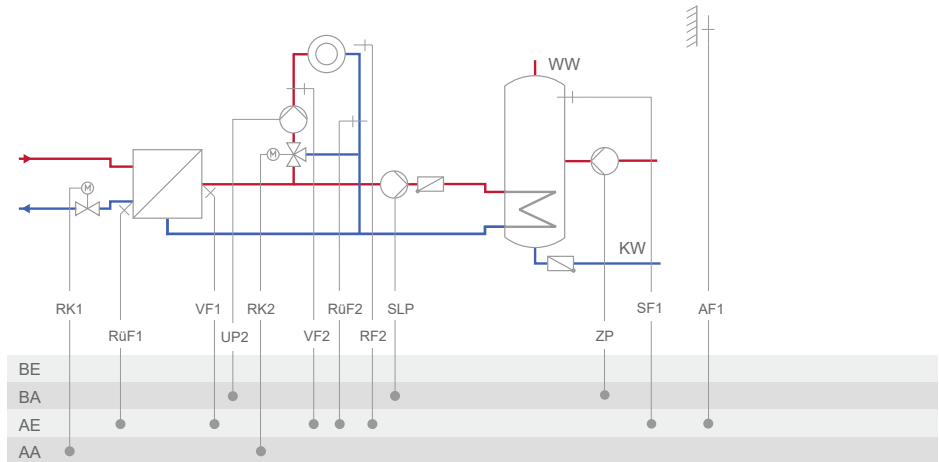 WW
M
M
KW
RK1 VF1 RK2 RüF2 SLP SF1 AF1
RüF1 UP2 VF2 RF2 ZP
BE
BA
AE
AA